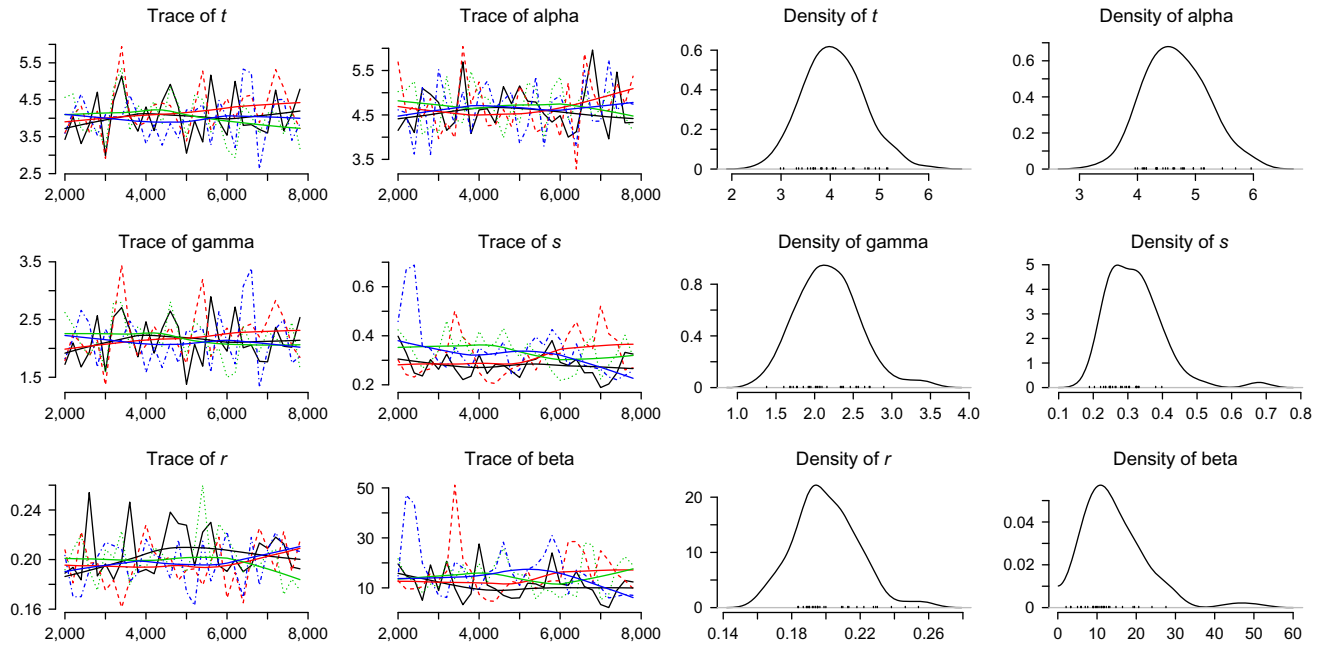 Trace of t
Trace of alpha
Density of t
Density of alpha
5.5
4.5
3.5
2.5
2,000 4,000 6,000 8,000
5.5
4.5
3.5
2,000 4,000 6,000 8,000
0.6
0.4
0.2
0
2 3 4 5 6
0.6
0.4
0.2
0
3 4 5 6
Trace of gamma
Trace of s
Density of gamma
Density of s
3.5
2.5
1.5
2,000 4,000 6,000 8,000
0.6
0.4
0.2
2,000 4,000 6,000 8,000
0.8
0.4
0
1.0 1.5 2.0 2.5 3.0 3.5 4.0
5
4
3
2
1
0
0.1 0.2 0.3 0.4 0.5 0.6 0.7 0.8
Trace of r
Trace of beta
Density of r
Density of beta
0.24
0.20
0.16
2,000 4,000 6,000 8,000
50
30
10
2,000 4,000 6,000 8,000
20
10
0
0.14 0.18 0.22 0.26
0.04
0.02
0
0 10 20 30 40 50 60